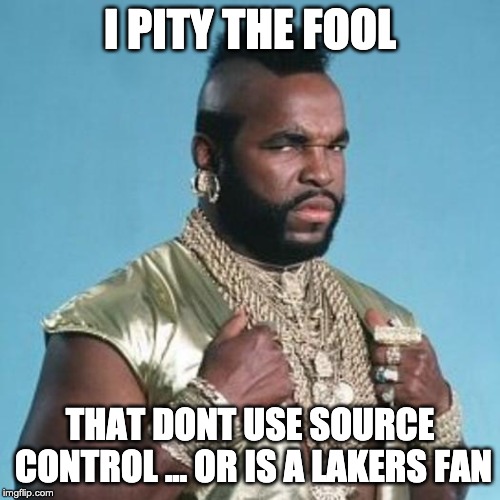 I PITY THE FOOL
THAT DONT USE SOURCE
CONTROL ... OR IS A LAKERS FAN
imgflip.com